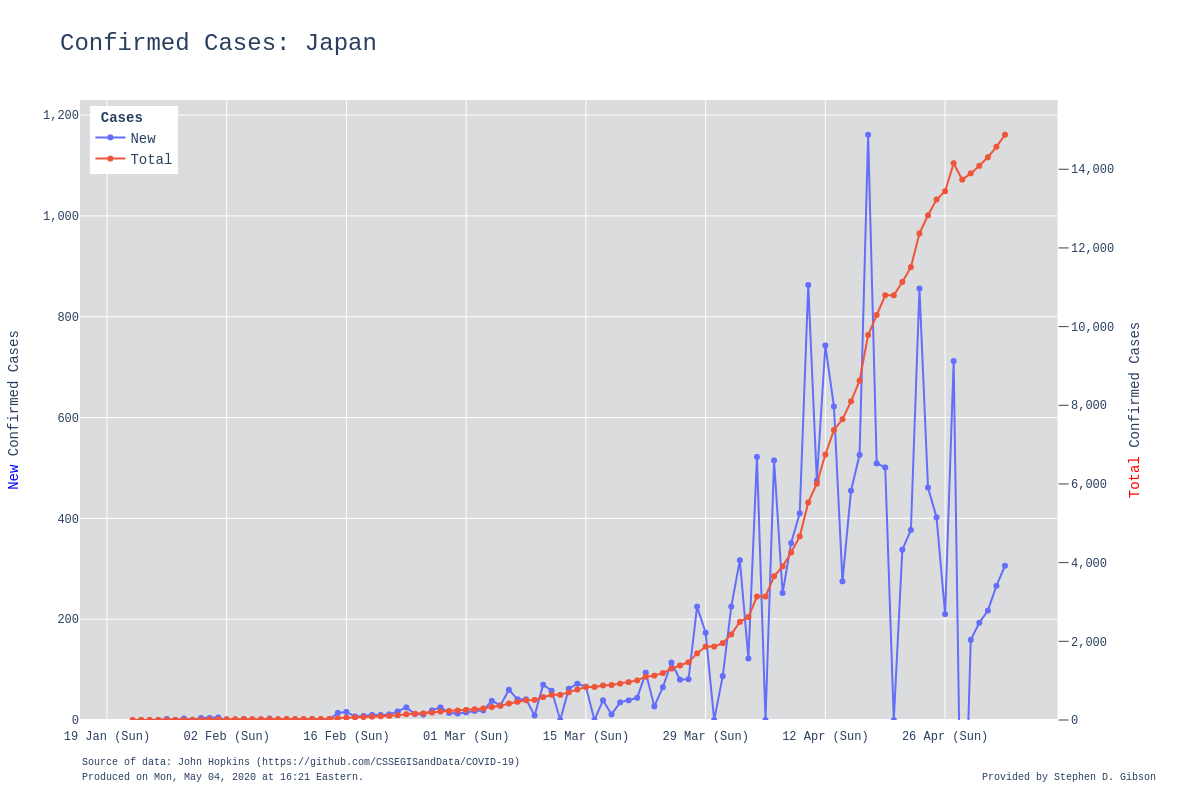 Confirmed Cases: Japan
Cases
New
Total
1,200
1,000
800
600
400
200
0
New Confirmed Cases
14,000
12,000
10,000
8,000
6,000
4,000
2,000
0
Total Confirmed Cases
19 Jan (Sun) 02 Feb (Sun) 16 Feb (Sun) 01 Mar (Sun) 15 Mar (Sun) 29 Mar (Sun) 12 Apr (Sun) 26 Apr (Sun)
Source of data: John Hopkins (https://github.com/CSSEGISandData/COVID-19)
Produced on Mon, May 04, 2020 at 16:21 Eastern.
Provided by Stephen D. Gibson